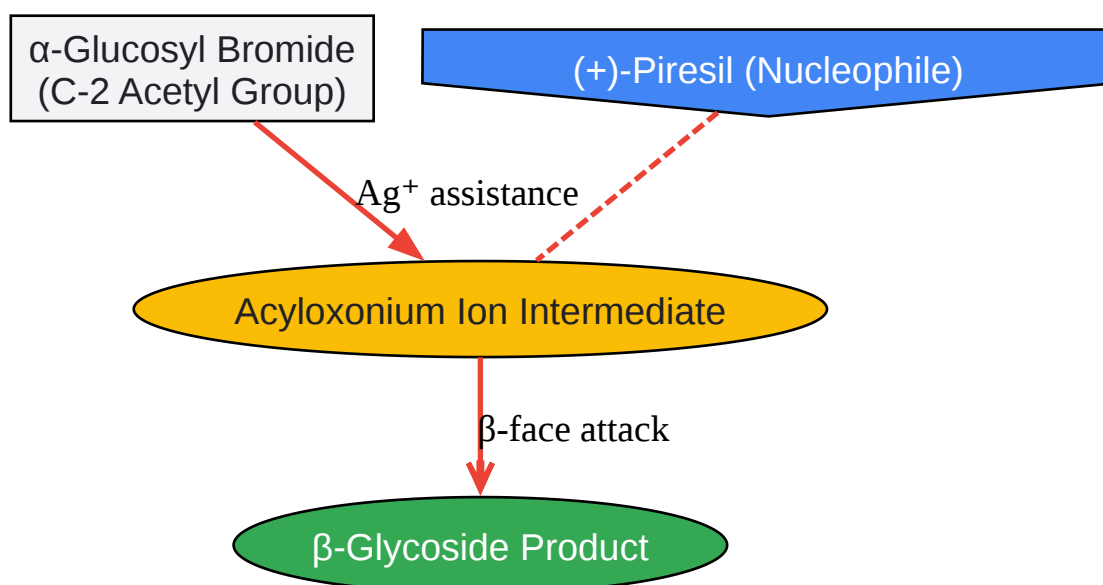 α-Glucosyl Bromide
(C-2 Acetyl Group)
(+)-Piresil (Nucleophile)
Ag⁺ assistance
Acyloxonium Ion Intermediate
β-face attack
β-Glycoside Product